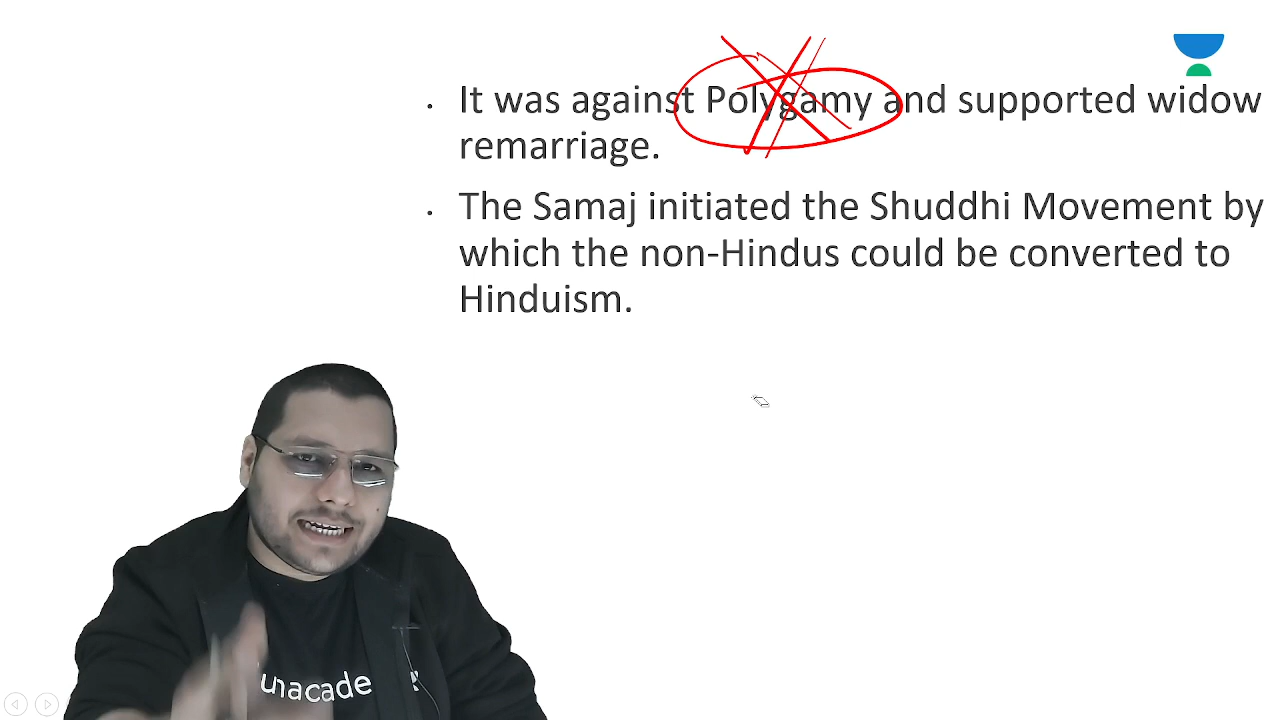 It was against Polygamy and supported widow
remarriage.
The Samaj initiated the Shuddhi Movement by
which the non-Hindus could be converted to
Hinduism.
unacade